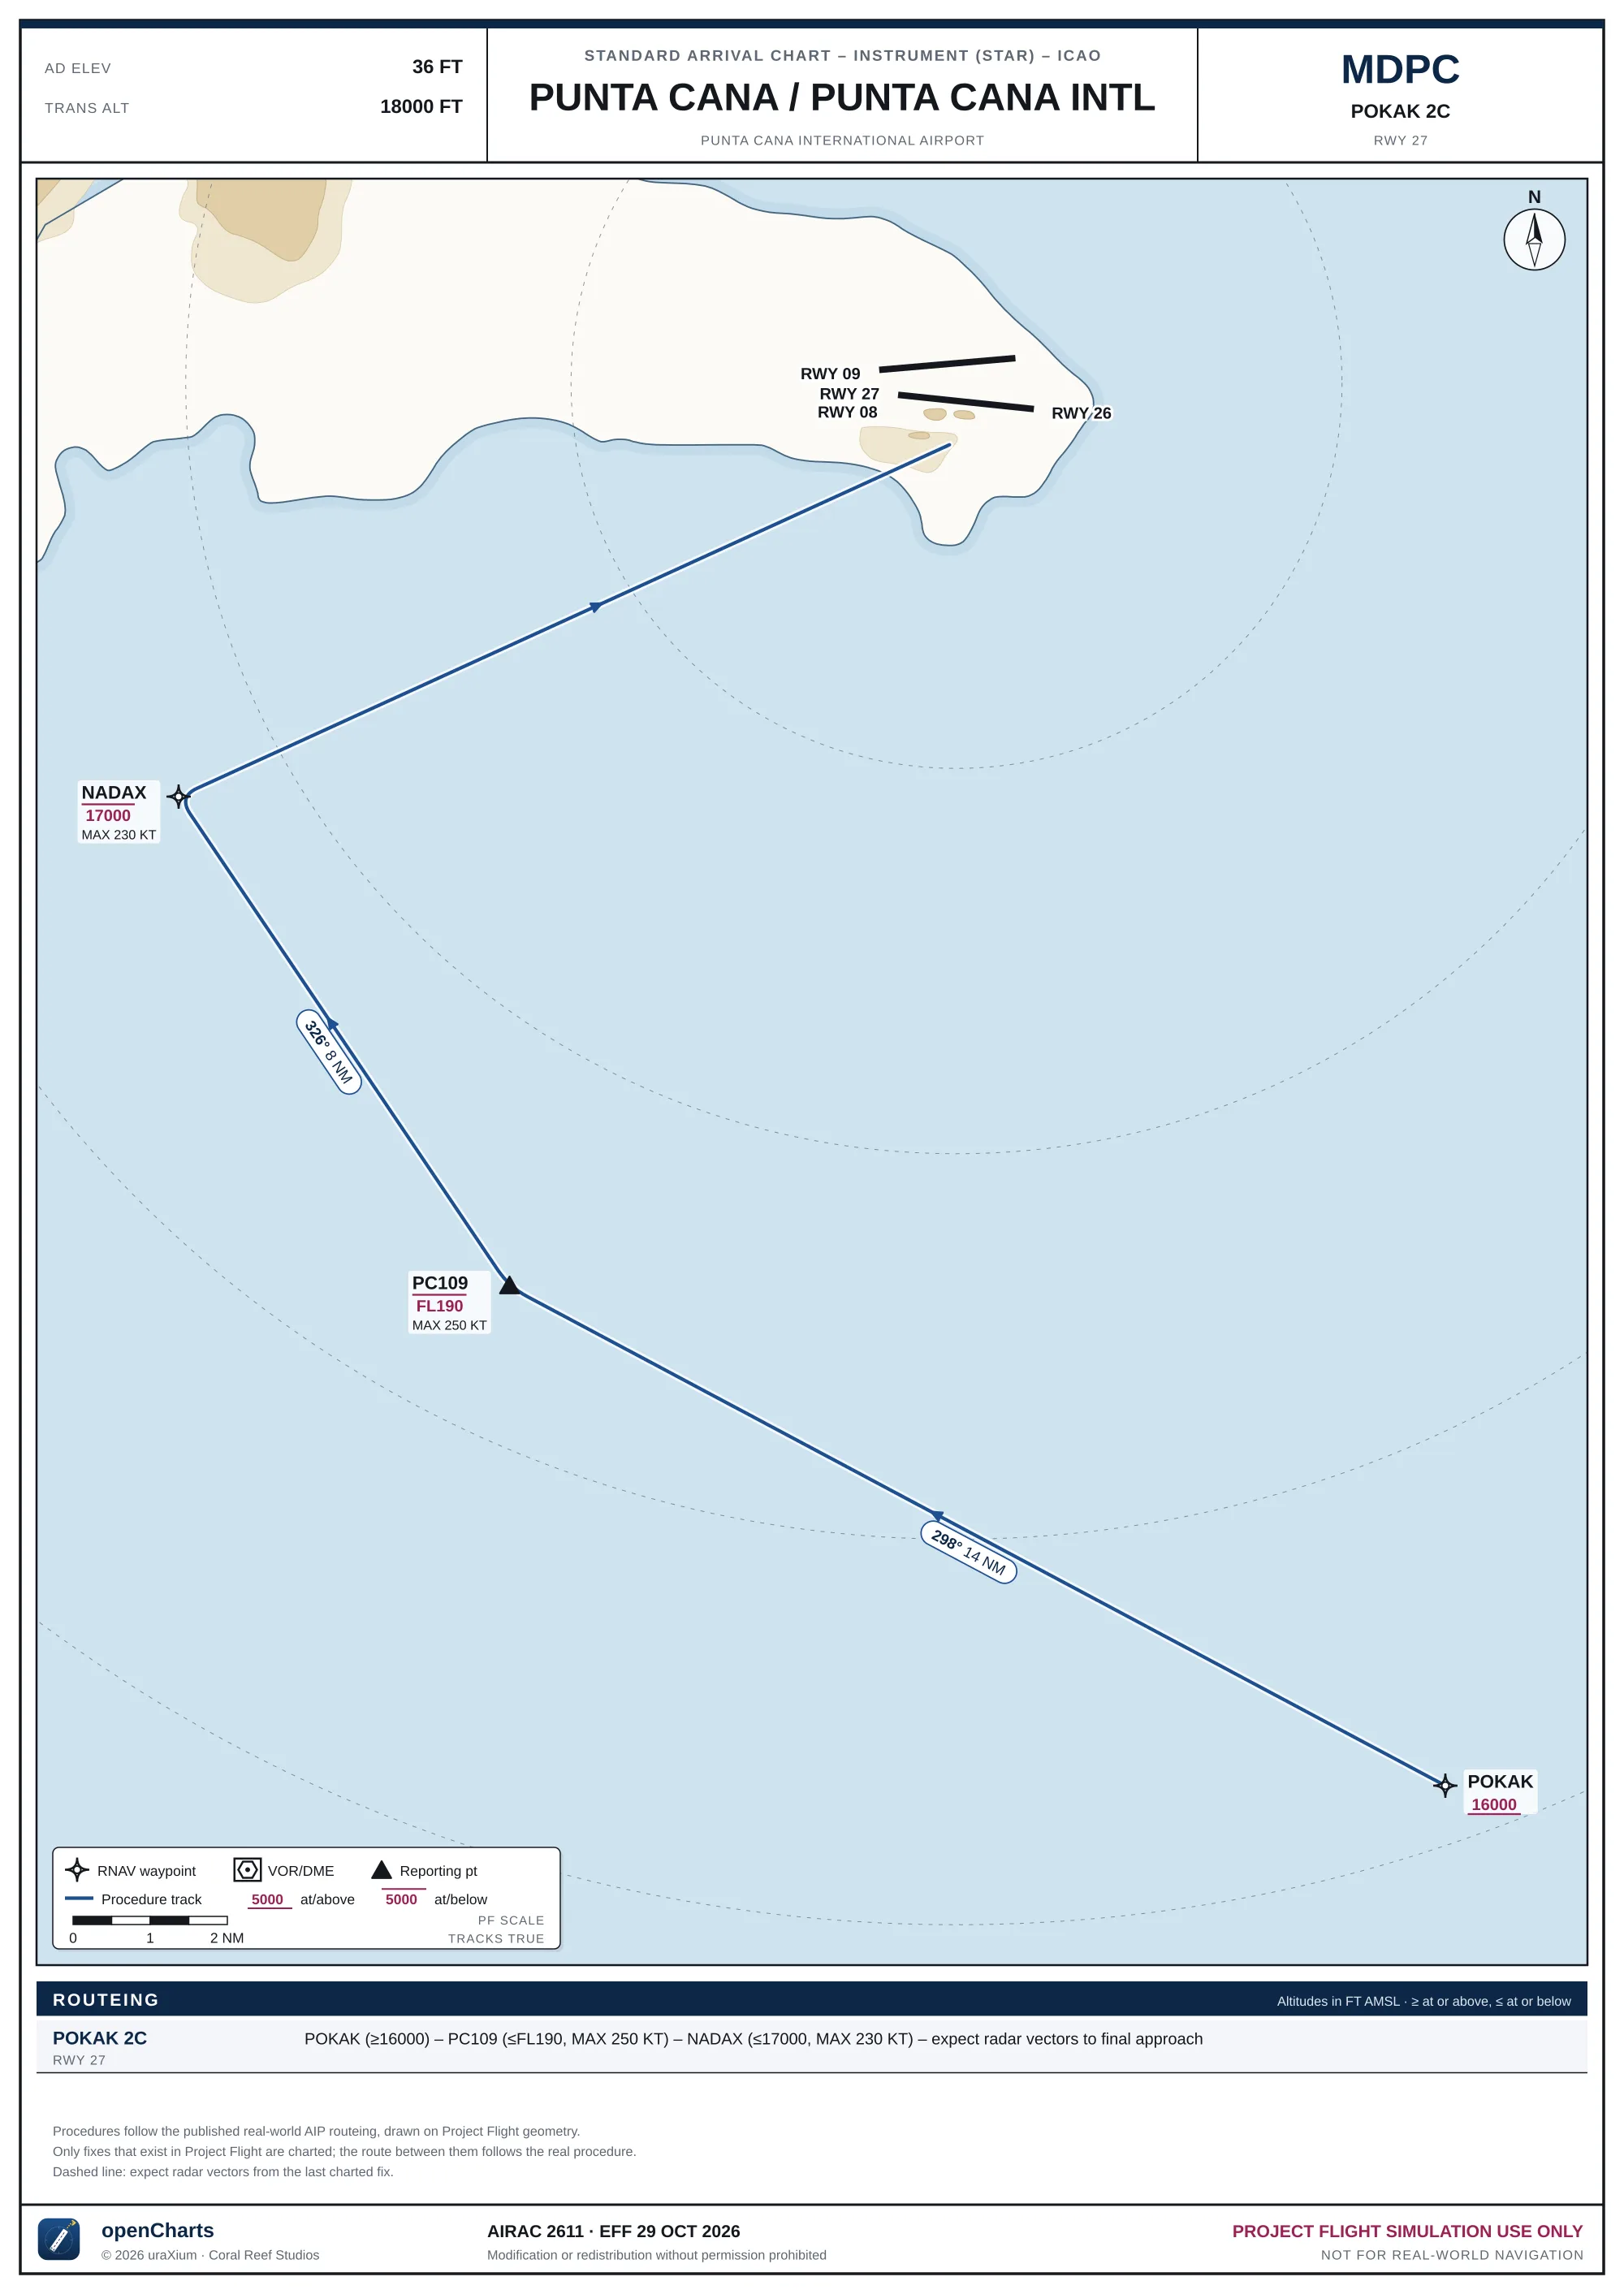 AD ELEV 36 FT
TRANS ALT 18000 FT
STANDARD ARRIVAL CHART – INSTRUMENT (STAR) – ICAO
PUNTA CANA / PUNTA CANA INTL
PUNTA CANA INTERNATIONAL AIRPORT
MDPC
POKAK 2C
RWY 27
N
RWY 09
RWY 27
RWY 08
RWY 26
NADAX
17000
MAX 230 KT
326° 8 NM
PC109
FL190
MAX 250 KT
298° 14 NM
POKAK
16000
RNAV waypoint VOR/DME Reporting pt
Procedure track 5000 at/above 5000 at/below
PF SCALE
0 1 2 NM TRACKS TRUE
ROUTEING Altitudes in FT AMSL · ≥ at or above, ≤ at or below
POKAK 2C POKAK (≥16000) – PC109 (≤FL190, MAX 250 KT) – NADAX (≤17000, MAX 230 KT) – expect radar vectors to final approach
RWY 27
Procedures follow the published real-world AIP routeing, drawn on Project Flight geometry.
Only fixes that exist in Project Flight are charted; the route between them follows the real procedure.
Dashed line: expect radar vectors from the last charted fix.
openCharts
© 2026 uraXium · Coral Reef Studios
AIRAC 2611 · EFF 29 OCT 2026
Modification or redistribution without permission prohibited
PROJECT FLIGHT SIMULATION USE ONLY
NOT FOR REAL-WORLD NAVIGATION